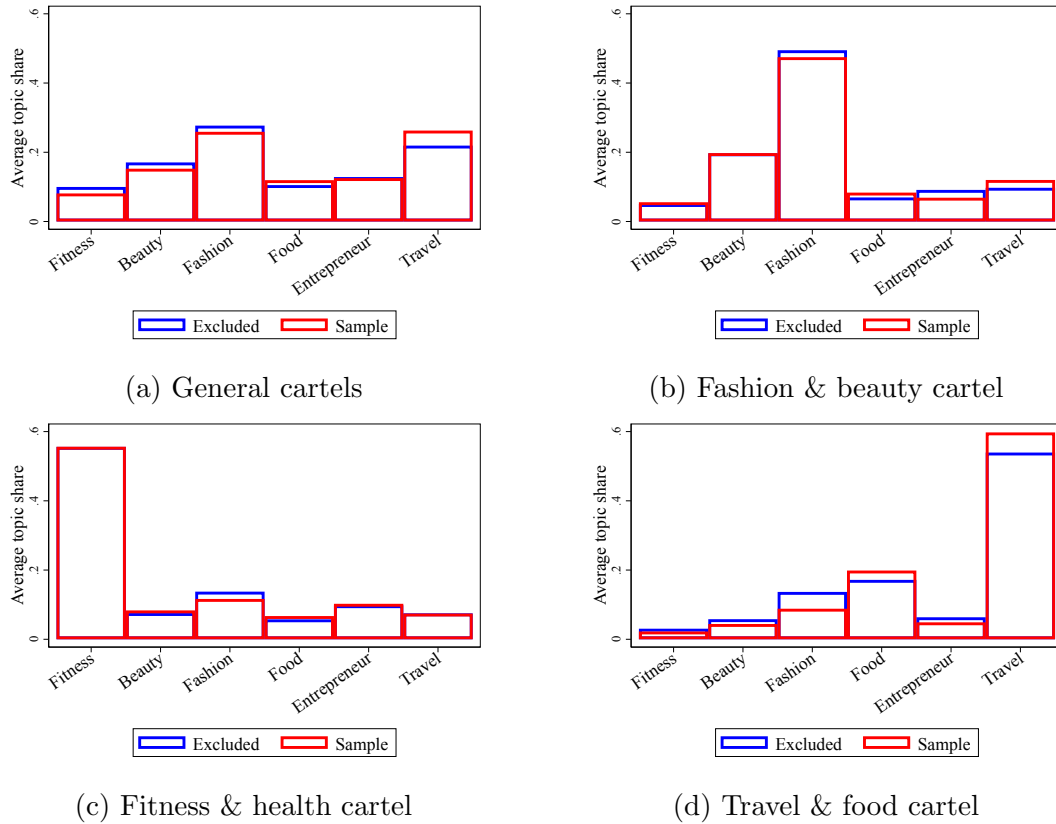 Average topic share
0 .2 .4 .6
Fitness Beauty Fashion Food Entrepreneur Travel
Excluded Sample
(a) General cartels
Average topic share
0 .2 .4 .6
Fitness Beauty Fashion Food Entrepreneur Travel
Excluded Sample
(b) Fashion & beauty cartel
Average topic share
0 .2 .4 .6
Fitness Beauty Fashion Food Entrepreneur Travel
Excluded Sample
(c) Fitness & health cartel
Average topic share
0 .2 .4 .6
Fitness Beauty Fashion Food Entrepreneur Travel
Excluded Sample
(d) Travel & food cartel